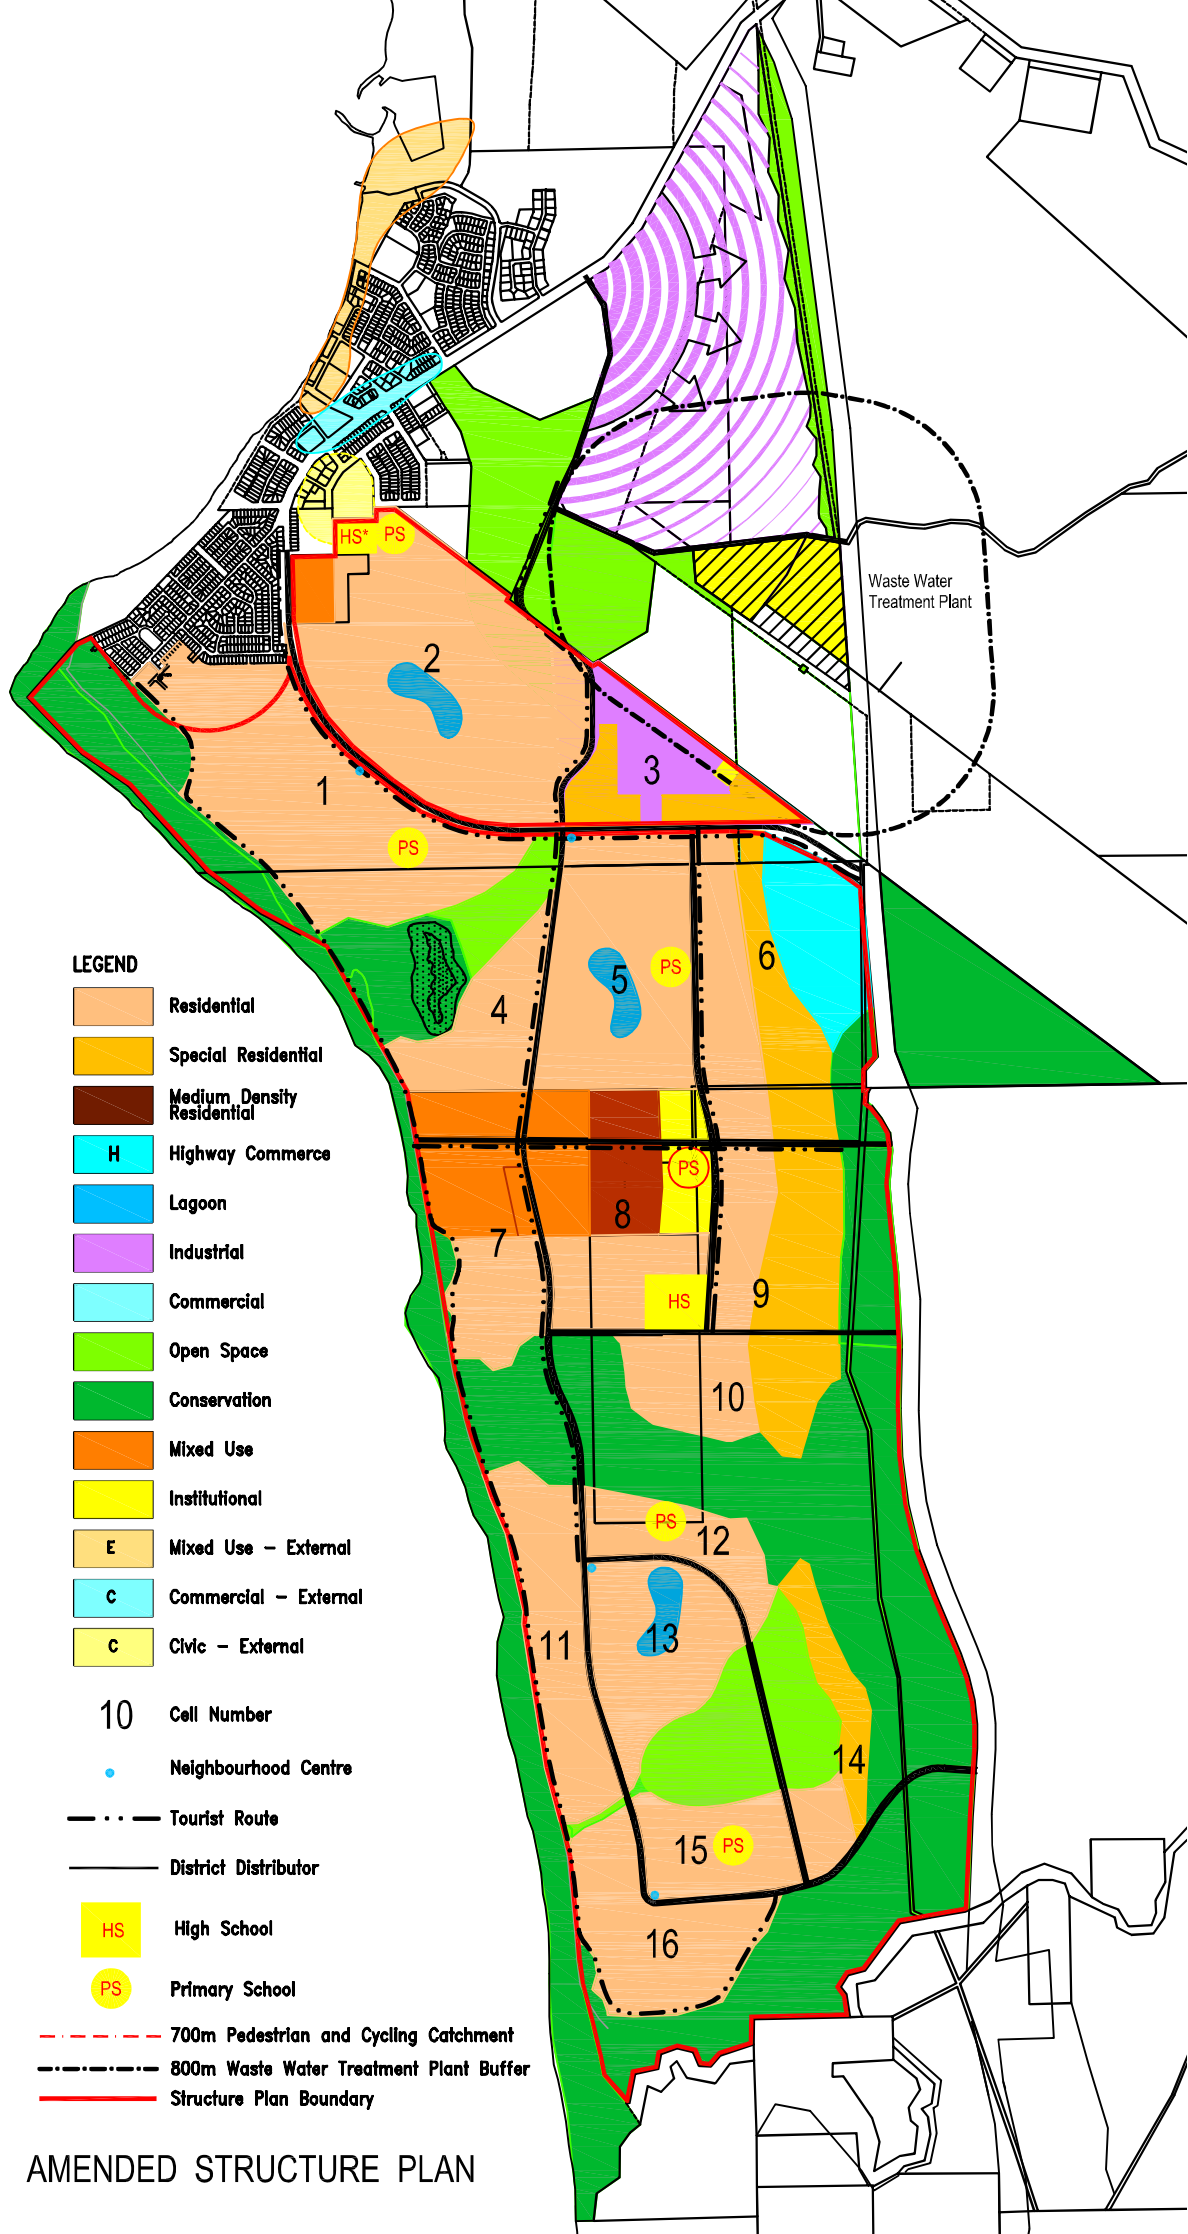 HS*
PS
Waste Water
Treatment Plant
2
3
1
PS
6
5
PS
4
LEGEND
Residential
Special Residential
Medium Density
Residential
H Highway Commerce
Lagoon
Industrial
Commercial
Open Space
Conservation
Mixed Use
Institutional
E Mixed Use - External
C Commercial - External
C Civic - External
10 Cell Number
Neighbourhood Centre
Tourist Route
District Distributor
HS High School
PS Primary School
700m Pedestrian and Cycling Catchment
800m Waste Water Treatment Plant Buffer
Structure Plan Boundary
PS
8
7
HS
9
10
PS
12
11
13
14
15
PS
16
AMENDED STRUCTURE PLAN